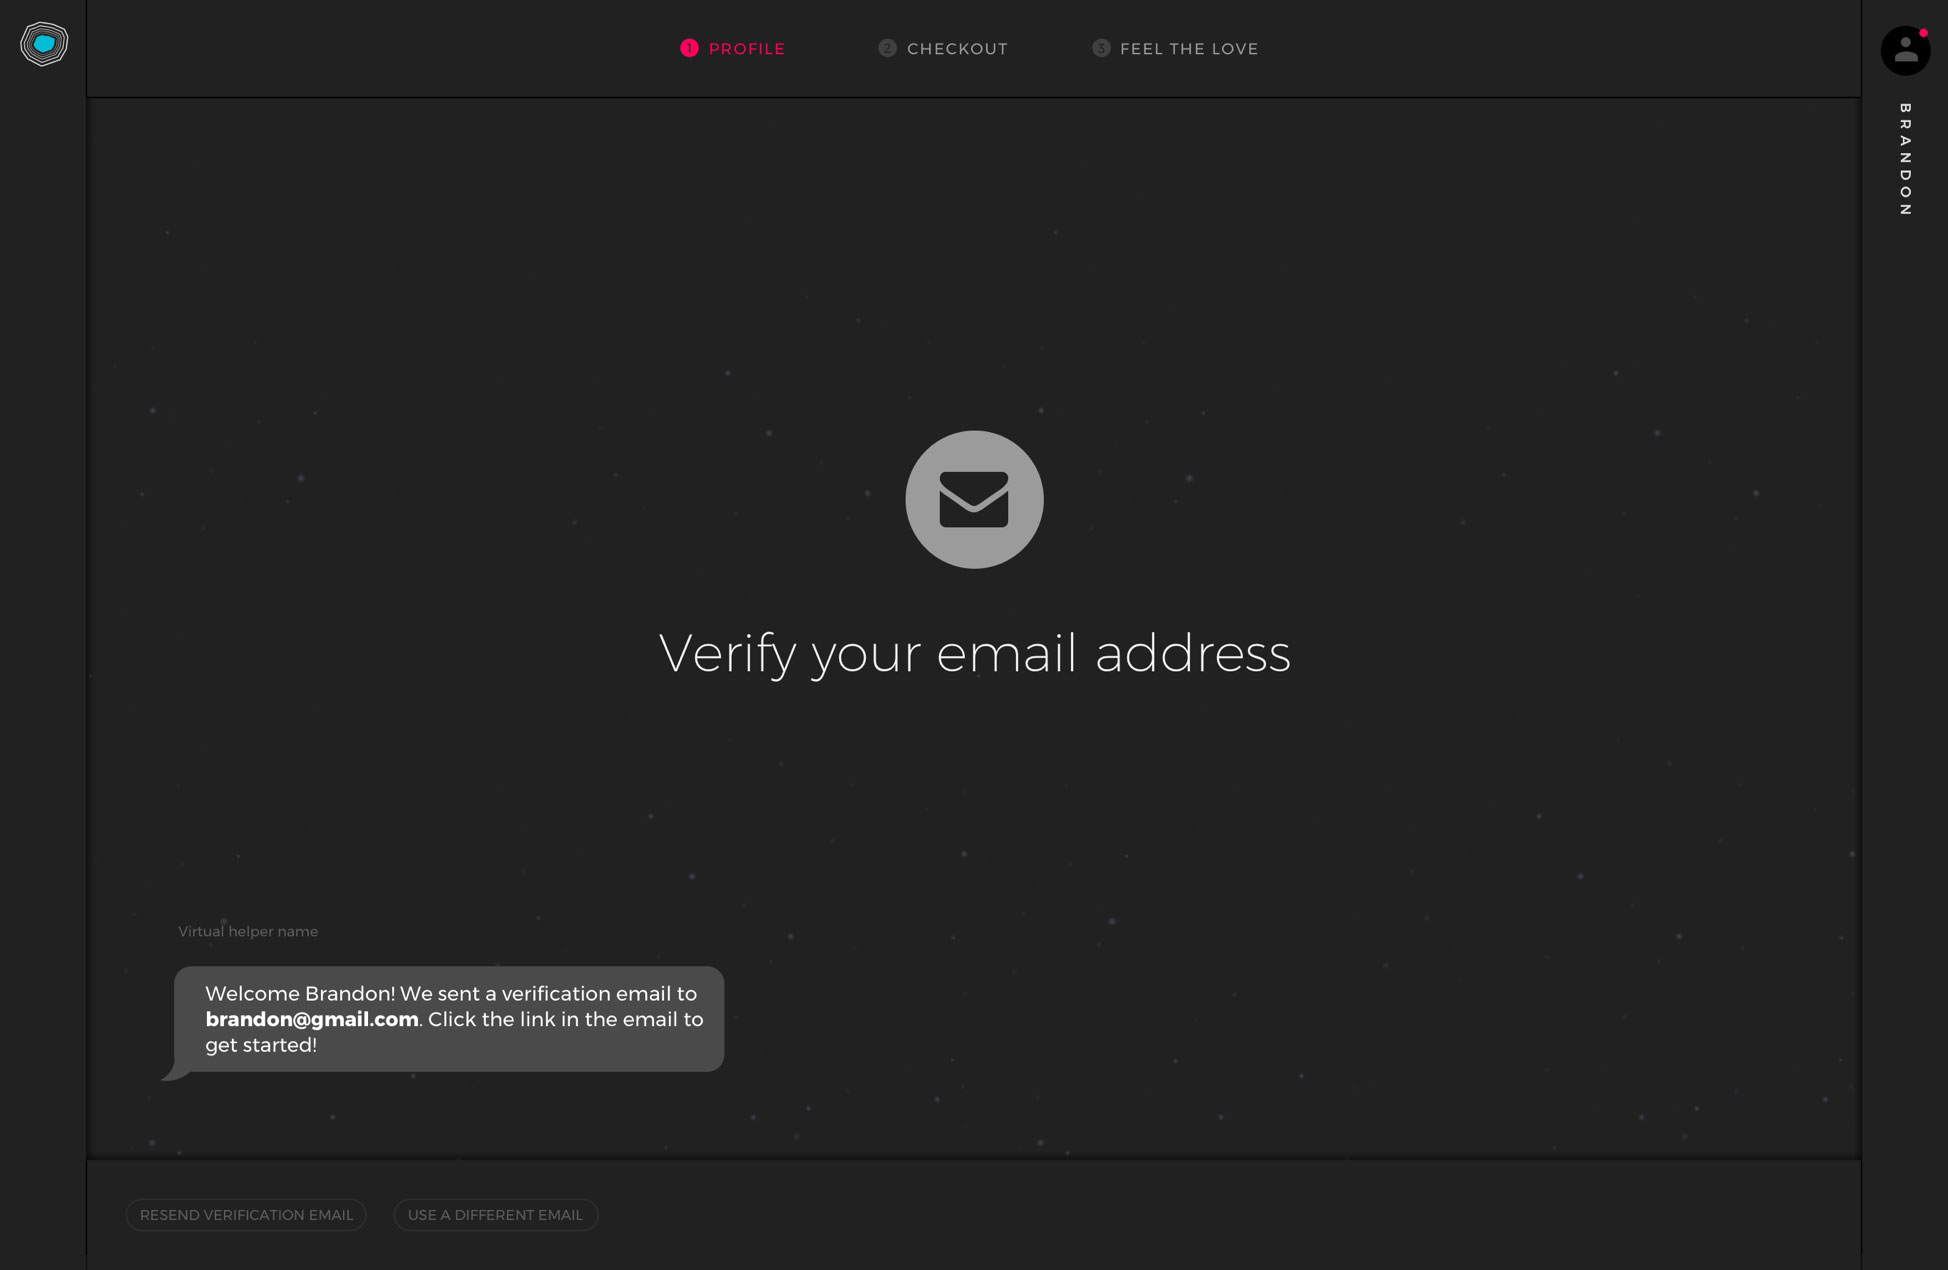 1 PROFILE
2 CHECKOUT
3 FEEL THE LOVE
BRANDON
Verify your email address
Virtual helper name
Welcome Brandon! We sent a verification email to
brandon@gmail.com. Click the link in the email to
get started!
RESEND VERIFICATION EMAIL
USE A DIFFERENT EMAIL